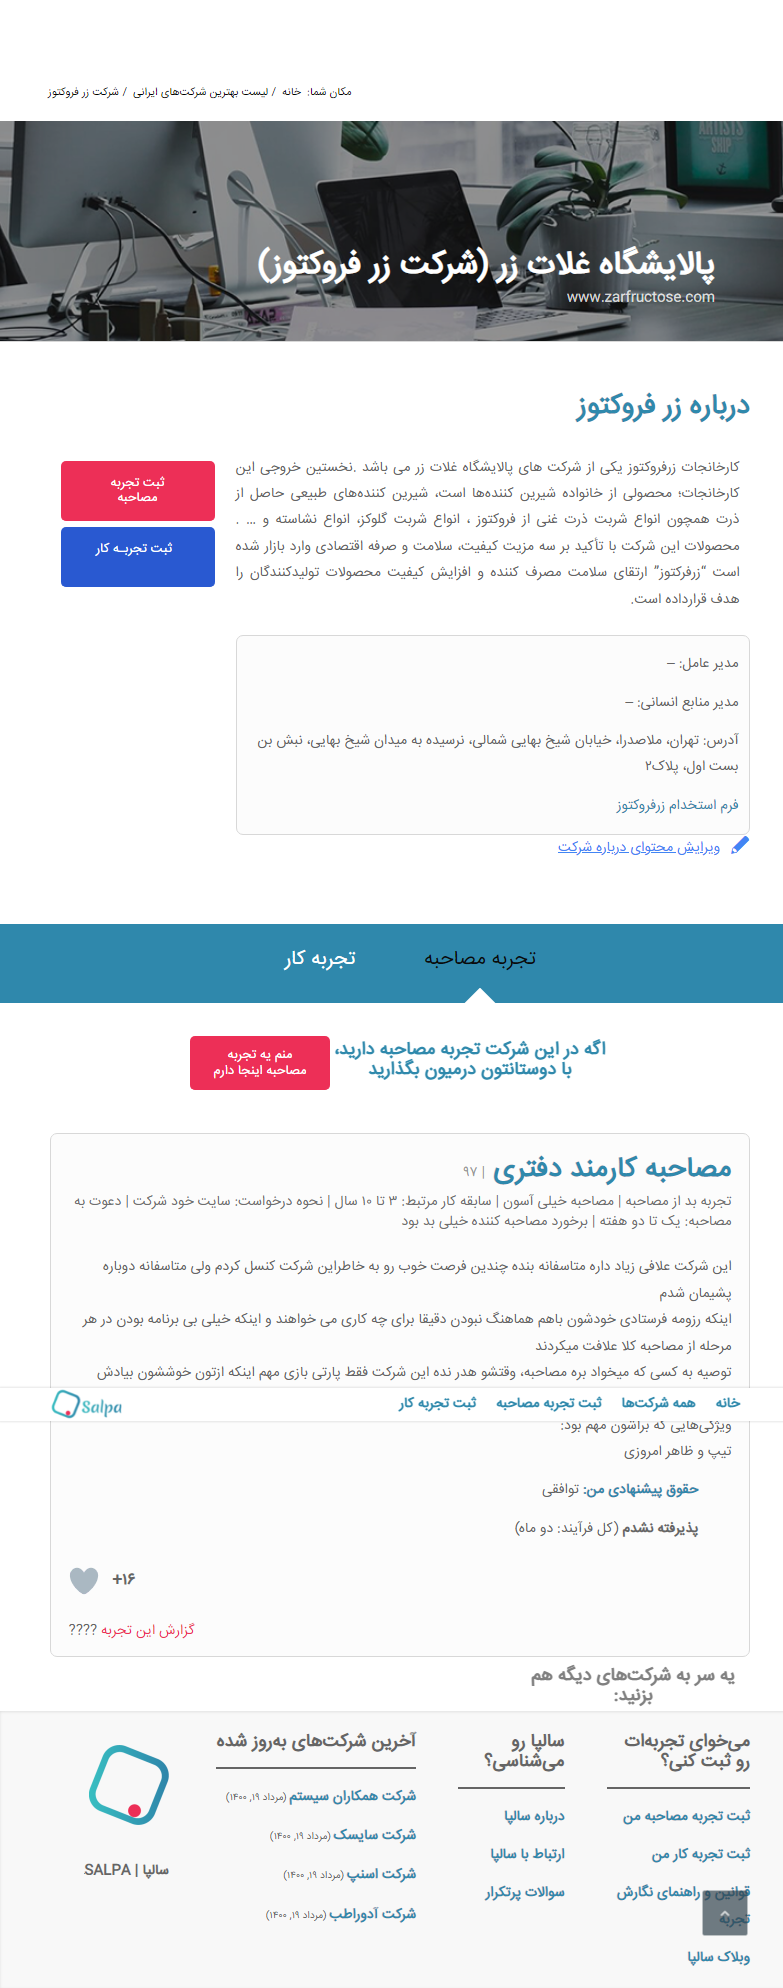 مکان شما: خانه / لیست بهترین شرکت‌های ایرانی / شرکت زر فروکتوز
ARTISTS
SHIP
پالایشگاه غلات زر (شرکت زر فروکتوز)
www.zarfructose.com
درباره زر فروکتوز
کارخانجات زرفروکتوز یکی از شرکت های پالایشگاه غلات زر می باشد .نخستین خروجی این
کارخانجات؛ محصولی از خانواده شیرین کننده‌ها است، شیرین کننده‌های طبیعی حاصل از
ذرت همچون انواع شربت ذرت غنی از فروکتوز ، انواع شربت گلوکز، انواع نشاسته و … .
محصولات این شرکت با تأکید بر سه مزیت کیفیت، سلامت و صرفه اقتصادی وارد بازار شده
است “زرفرکتوز” ارتقای سلامت مصرف کننده و افزایش کیفیت محصولات تولیدکنندگان را
هدف قرارداده است.
ثبت تجربه
مصاحبه
ثبت تجربـه کار
مدیر عامل: –
مدیر منابع انسانی: –
آدرس: تهران، ملاصدرا، خیابان شیخ بهایی شمالی، نرسیده به میدان شیخ بهایی، نبش بن
بست اول، پلاک۲
فرم استخدام زرفروکتوز
ویرایش محتوای درباره شرکت
تجربه مصاحبه
تجربه کار
اگه در این شرکت تجربه مصاحبه دارید،
با دوستانتون درمیون بگذارید
منم یه تجربه
مصاحبه اینجا دارم
مصاحبه کارمند دفتری | ۹۷
تجربه بد از مصاحبه | مصاحبه خیلی آسون | سابقه کار مرتبط: ۳ تا ۱۰ سال | نحوه درخواست: سایت خود شرکت | دعوت به
مصاحبه: یک تا دو هفته | برخورد مصاحبه کننده خیلی بد بود
این شرکت علافی زیاد داره متاسفانه بنده چندین فرصت خوب رو به خاطراین شرکت کنسل کردم ولی متاسفانه دوباره
پشیمان شدم
اینکه رزومه فرستادی خودشون باهم هماهنگ نبودن دقیقا برای چه کاری می خواهند و اینکه خیلی بی برنامه بودن در هر
مرحله از مصاحبه کلا علافت میکردند
توصیه به کسی که میخواد بره مصاحبه، وقتشو هدر نده این شرکت فقط پارتی بازی مهم اینکه ازتون خوششون بیادش
خانه
همه شرکت‌ها
ثبت تجربه مصاحبه
ثبت تجربه کار
Salpa
ویژگی‌هایی که براشون مهم بود:
تیپ و ظاهر امروزی
حقوق پیشنهادی من: توافقی
پذیرفته نشدم (کل فرآیند: دو ماه)
+۱۶
گزارش این تجربه ????
یه سر به شرکت‌های دیگه هم
بزنید:
می‌خوای تجربه‌ات
رو ثبت کنی؟
ثبت تجربه مصاحبه من
ثبت تجربه کار من
قوانین و راهنمای نگارش
تجربه
وبلاک سالپا
سالپا رو
می‌شناسی؟
درباره سالپا
ارتباط با سالپا
سوالات پرتکرار
آخرین شرکت‌های به‌روز شده
شرکت همکاران سیستم (مرداد ۱۹, ۱۴۰۰)
شرکت سایسک (مرداد ۱۹, ۱۴۰۰)
شرکت اسنپ (مرداد ۱۹, ۱۴۰۰)
شرکت آدوراطب (مرداد ۱۹, ۱۴۰۰)
سالپا | SALPA